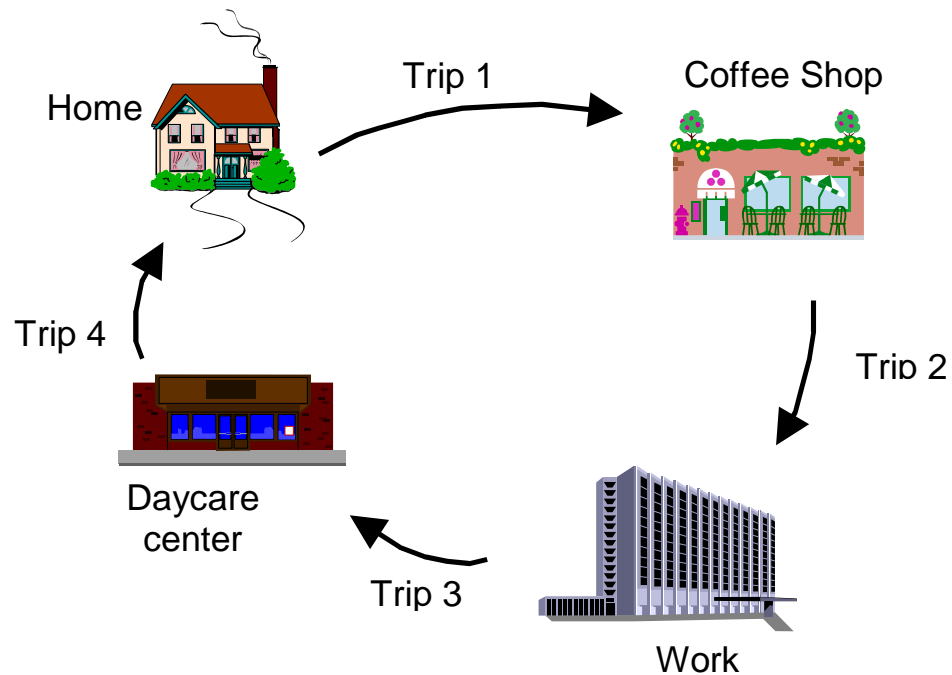 Home
Trip 1
Coffee Shop
Trip 2
Work
Trip 3
Daycare
center
Trip 4